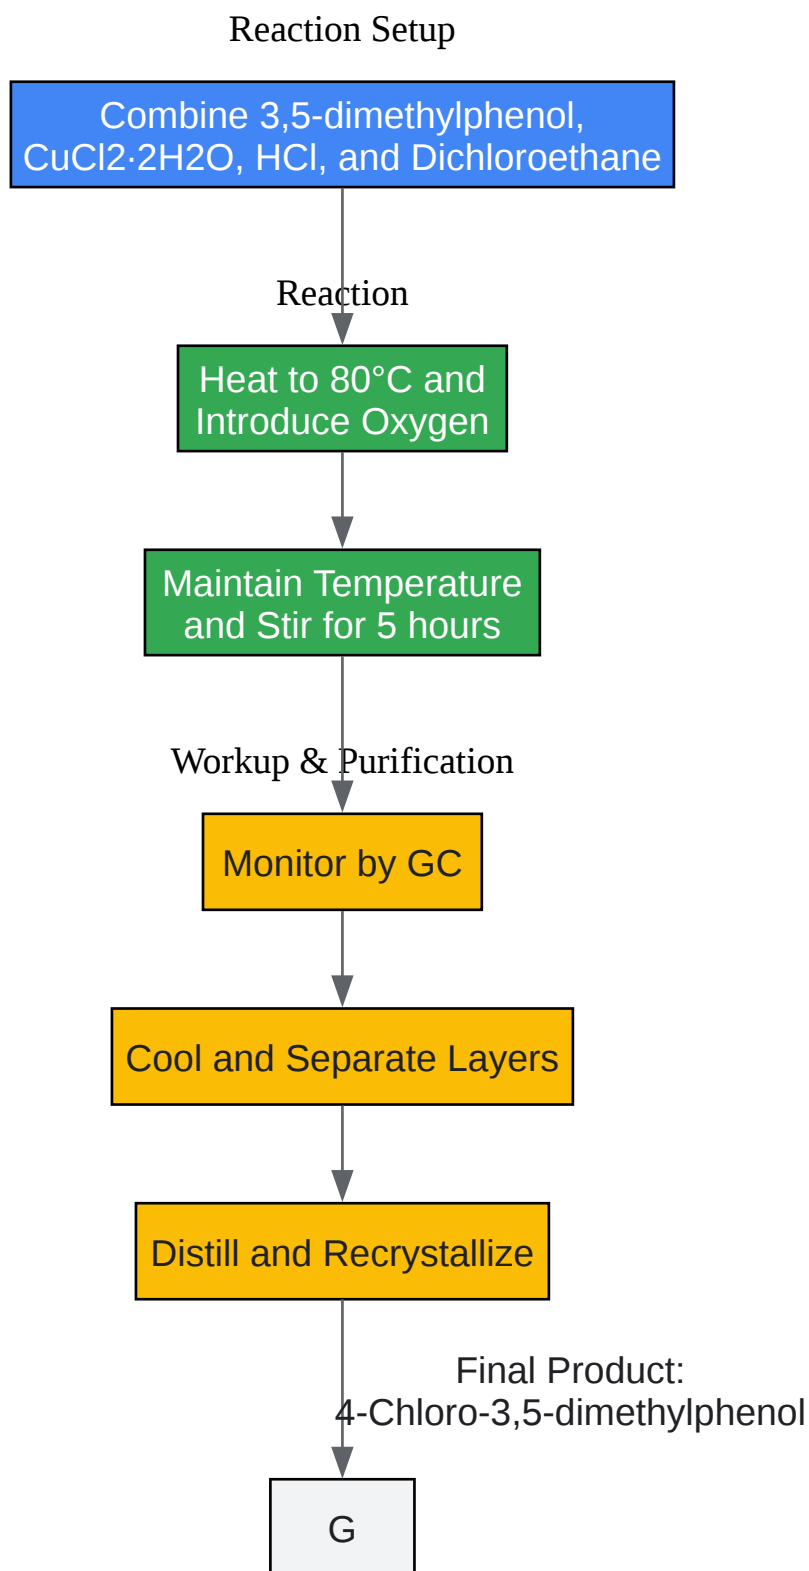 Reaction Setup
Combine 3,5-dimethylphenol,
CuCl2·2H2O, HCl, and Dichloroethane
Reaction
Heat to 80°C and
Introduce Oxygen
Maintain Temperature
and Stir for 5 hours
Workup & Purification
Monitor by GC
Cool and Separate Layers
Distill and Recrystallize
Final Product:
4-Chloro-3,5-dimethylphenol
G